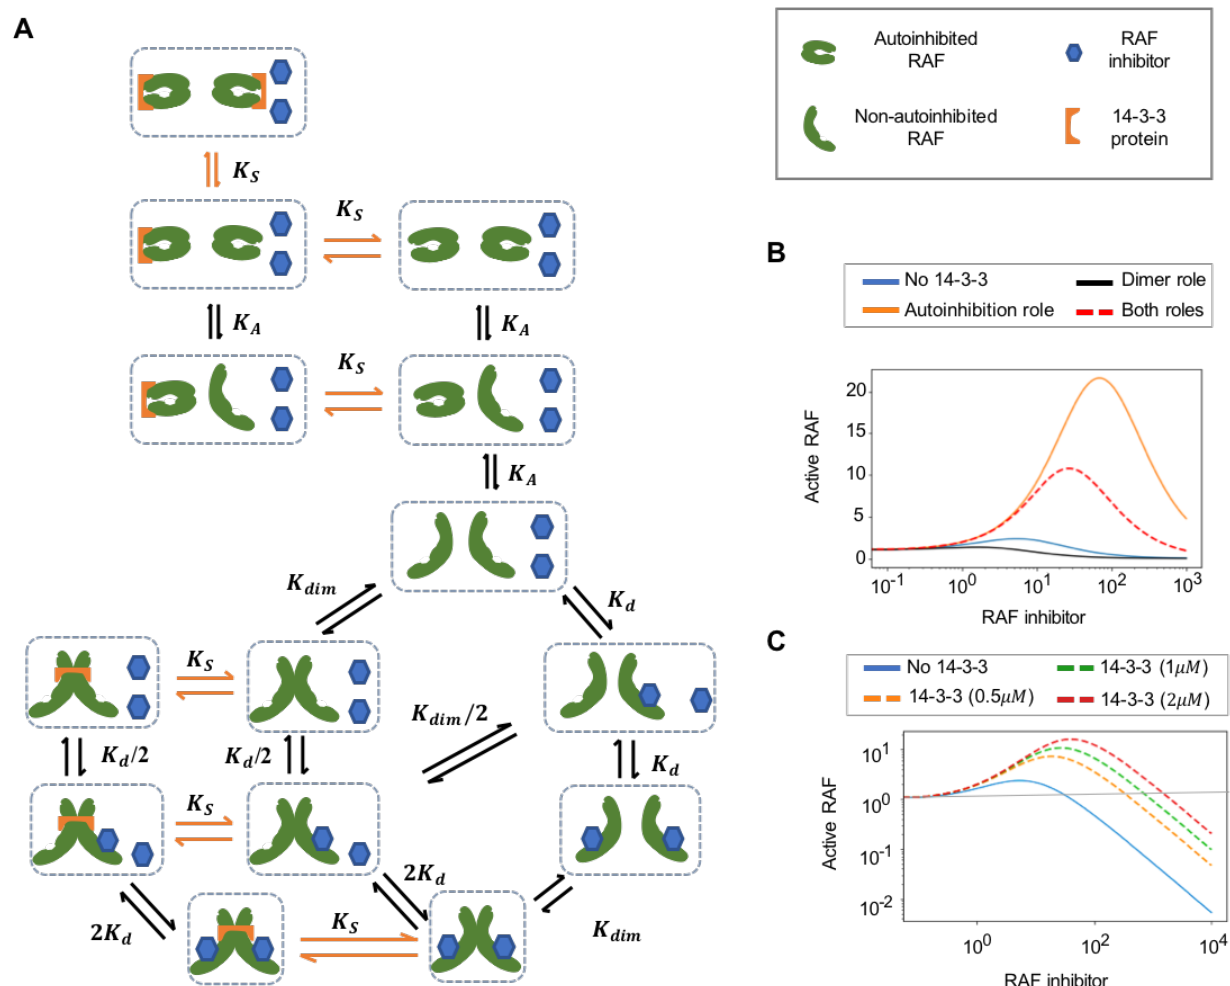 A
K_S
K_S
K_A
K_A
K_S
K_A
K_dim
K_d
K_S
K_dim/2
K_d/2
K_d/2
K_d
K_S
2K_d
2K_d
K_S
K_dim
Autoinhibited
RAF
RAF
inhibitor
Non-autoinhibited
RAF
14-3-3
protein
B
No 14-3-3
Dimer role
Autoinhibition role
Both roles
Active RAF
20
15
10
5
0
10^-1
10^0
10^1
10^2
10^3
RAF inhibitor
C
No 14-3-3
14-3-3 (1μM)
14-3-3 (0.5μM)
14-3-3 (2μM)
Active RAF
10^1
10^0
10^-1
10^-2
10^0
10^2
10^4
RAF inhibitor